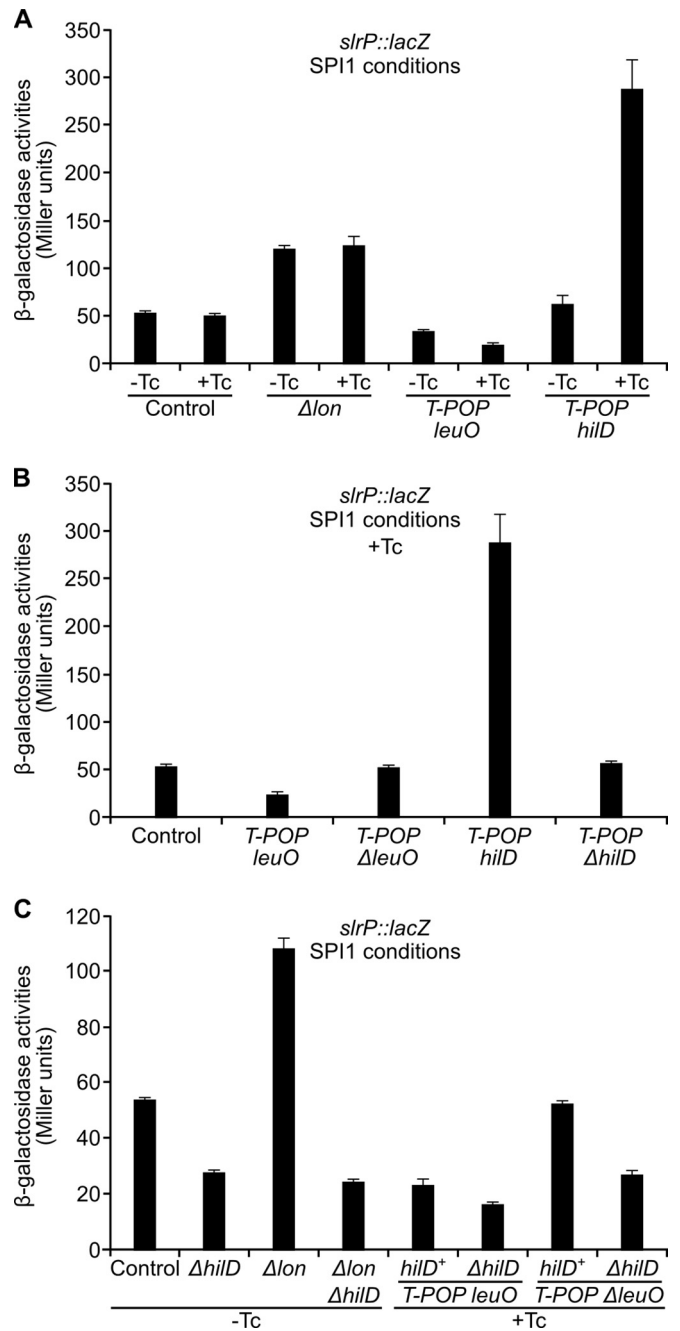 A
slrP::lacZ
SPI1 conditions
β-galactosidase activities
(Miller units)
350
300
250
200
150
100
50
0
-Tc +Tc -Tc +Tc -Tc +Tc -Tc +Tc
Control Δlon T-POP T-POP
leuO hilD
B
slrP::lacZ
SPI1 conditions
+Tc
β-galactosidase activities
(Miller units)
350
300
250
200
150
100
50
0
Control T-POP T-POP T-POP T-POP
leuO ΔleuO hilD ΔhilD
C
slrP::lacZ
SPI1 conditions
β-galactosidase activities
(Miller units)
120
100
80
60
40
20
0
Control ΔhilD Δlon Δlon hilD+ ΔhilD hilD+ ΔhilD
ΔhilD T-POP leuO T-POP ΔleuO
-Tc +Tc